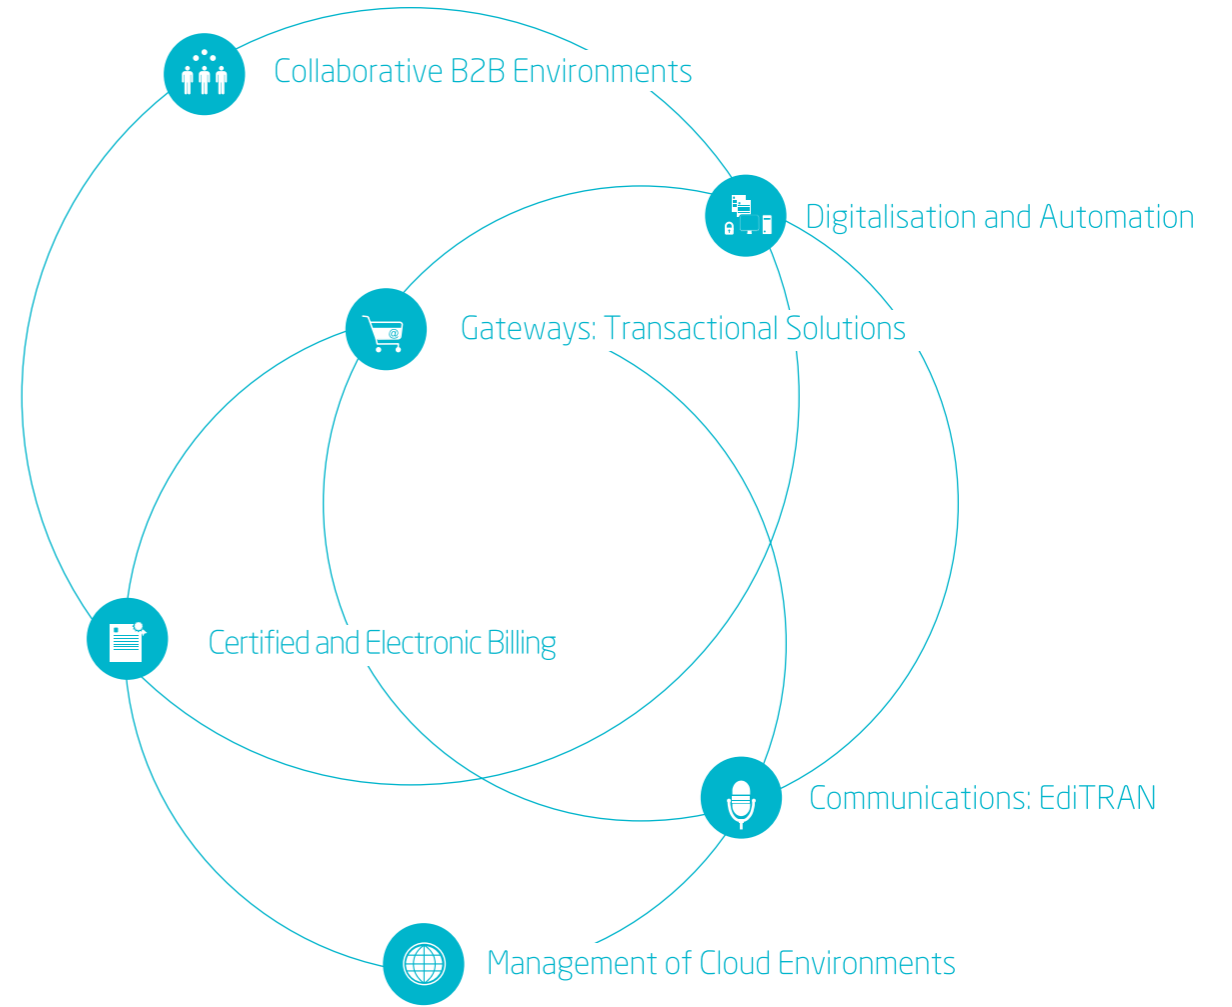 Collaborative B2B Environments
Digitalisation and Automation
Gateways: Transactional Solutions
@
Certified and Electronic Billing
Communications: EdiTRAN
Management of Cloud Environments